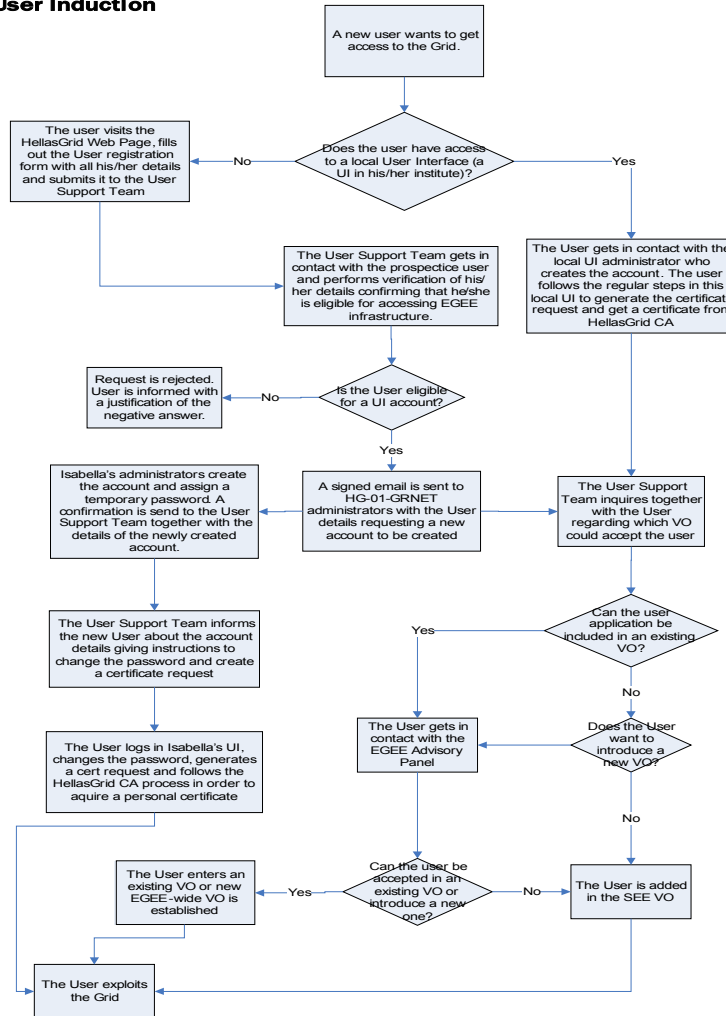 User Induction
A new user wants to get
access to the Grid.
Does the user have access
to a local User Interface (a
UI in his/her institute)?
No
Yes
The user visits the
HellasGrid Web Page, fills
out the User registration
form with all his/her details
and submits it to the User
Support Team
The User Support Team gets in
contact with the prospectice user
and performs verification of his/
her details confirming that he/she
is eligible for accessing EGEE
infrastructure.
The User gets in contact with the
local UI administrator who
creates the account. The user
follows the regular steps in this
local UI to generate the certificat
request and get a certificate from
HellasGrid CA
Is the User eligible
for a UI account?
No
Request is rejected.
User is informed with
a justification of the
negative answer.
Yes
Isabella's administrators create
the account and assign a
temporary password. A
confirmation is send to the User
Support Team together with the
details of the newly created
account.
A signed email is sent to
HG-01-GRNET
administrators with the User
details requesting a new
account to be created
The User Support
Team inquires together
with the User
regarding which VO
could accept the user
The User Support Team informs
the new User about the account
details giving instructions to
change the password and create
a certificate request
Can the user
application be
included in an existing
VO?
Yes
No
The User logs in Isabella's UI,
changes the password, generates
a cert request and follows the
HellasGrid CA process in order to
aquire a personal certificate
The User gets in
contact with the
EGEE Advisory
Panel
Does the User
want to
introduce a
new VO?
No
The User enters an
existing VO or new
EGEE-wide VO is
established
Yes
Can the user be
accepted in an
existing VO or
introduce a new
one?
No
The User is added
in the SEE VO
The User exploits
the Grid